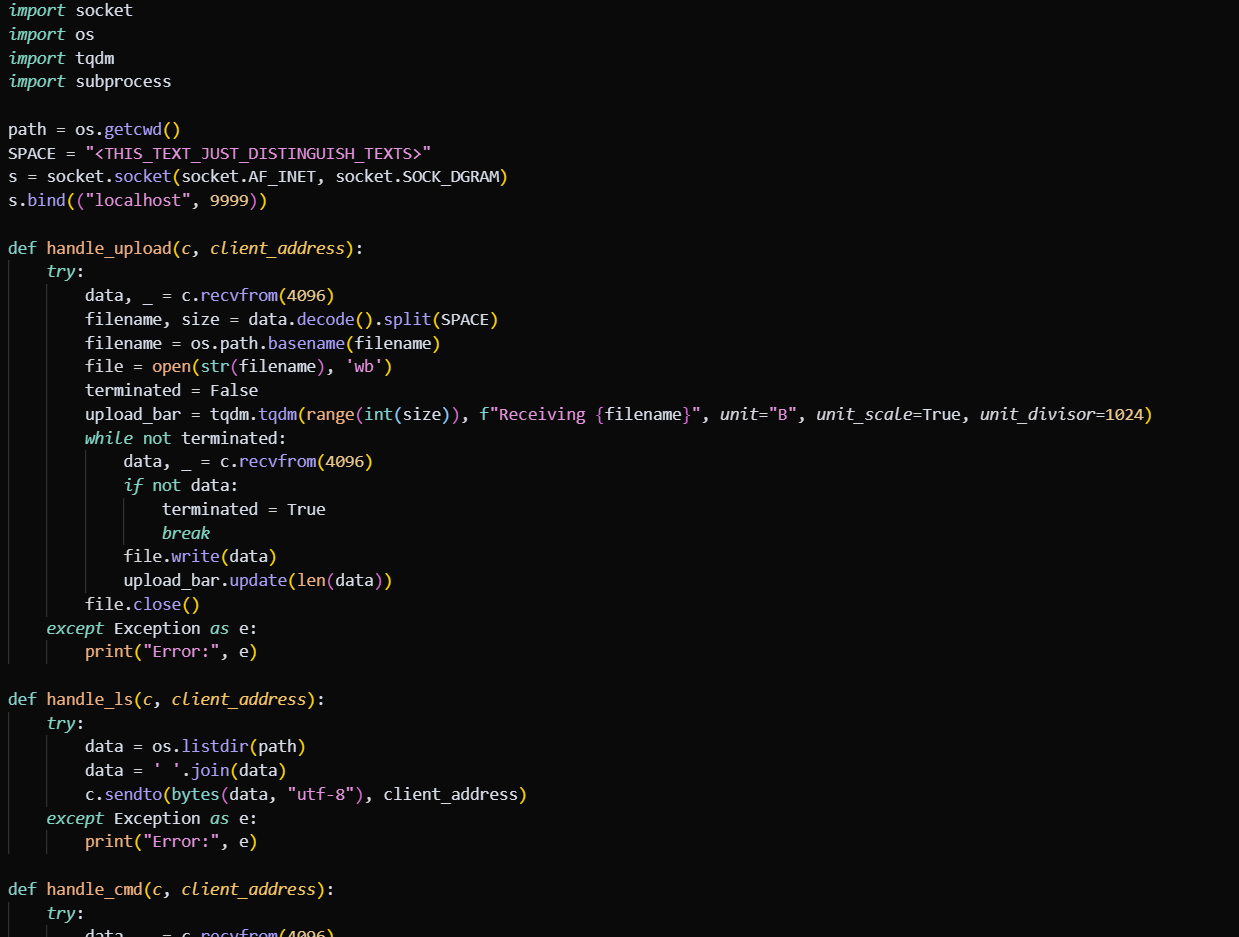 import socket
import os
import tqdm
import subprocess
path = os.getcwd()
SPACE = "<THIS_TEXT_JUST_DISTINGUISH_TEXTS>"
s = socket.socket(socket.AF_INET, socket.SOCK_DGRAM)
s.bind(("localhost", 9999))
def handle_upload(c, client_address):
    try:
        data, _ = c.recvfrom(4096)
        filename, size = data.decode().split(SPACE)
        filename = os.path.basename(filename)
        file = open(str(filename), 'wb')
        terminated = False
        upload_bar = tqdm.tqdm(range(int(size)), f"Receiving {filename}", unit="B", unit_scale=True, unit_divisor=1024)
        while not terminated:
            data, _ = c.recvfrom(4096)
            if not data:
                terminated = True
                break
            file.write(data)
            upload_bar.update(len(data))
        file.close()
    except Exception as e:
        print("Error:", e)
def handle_ls(c, client_address):
    try:
        data = os.listdir(path)
        data = ' '.join(data)
        c.sendto(bytes(data, "utf-8"), client_address)
    except Exception as e:
        print("Error:", e)
def handle_cmd(c, client_address):
    try:
        data, _ = c.recvfrom(4096)